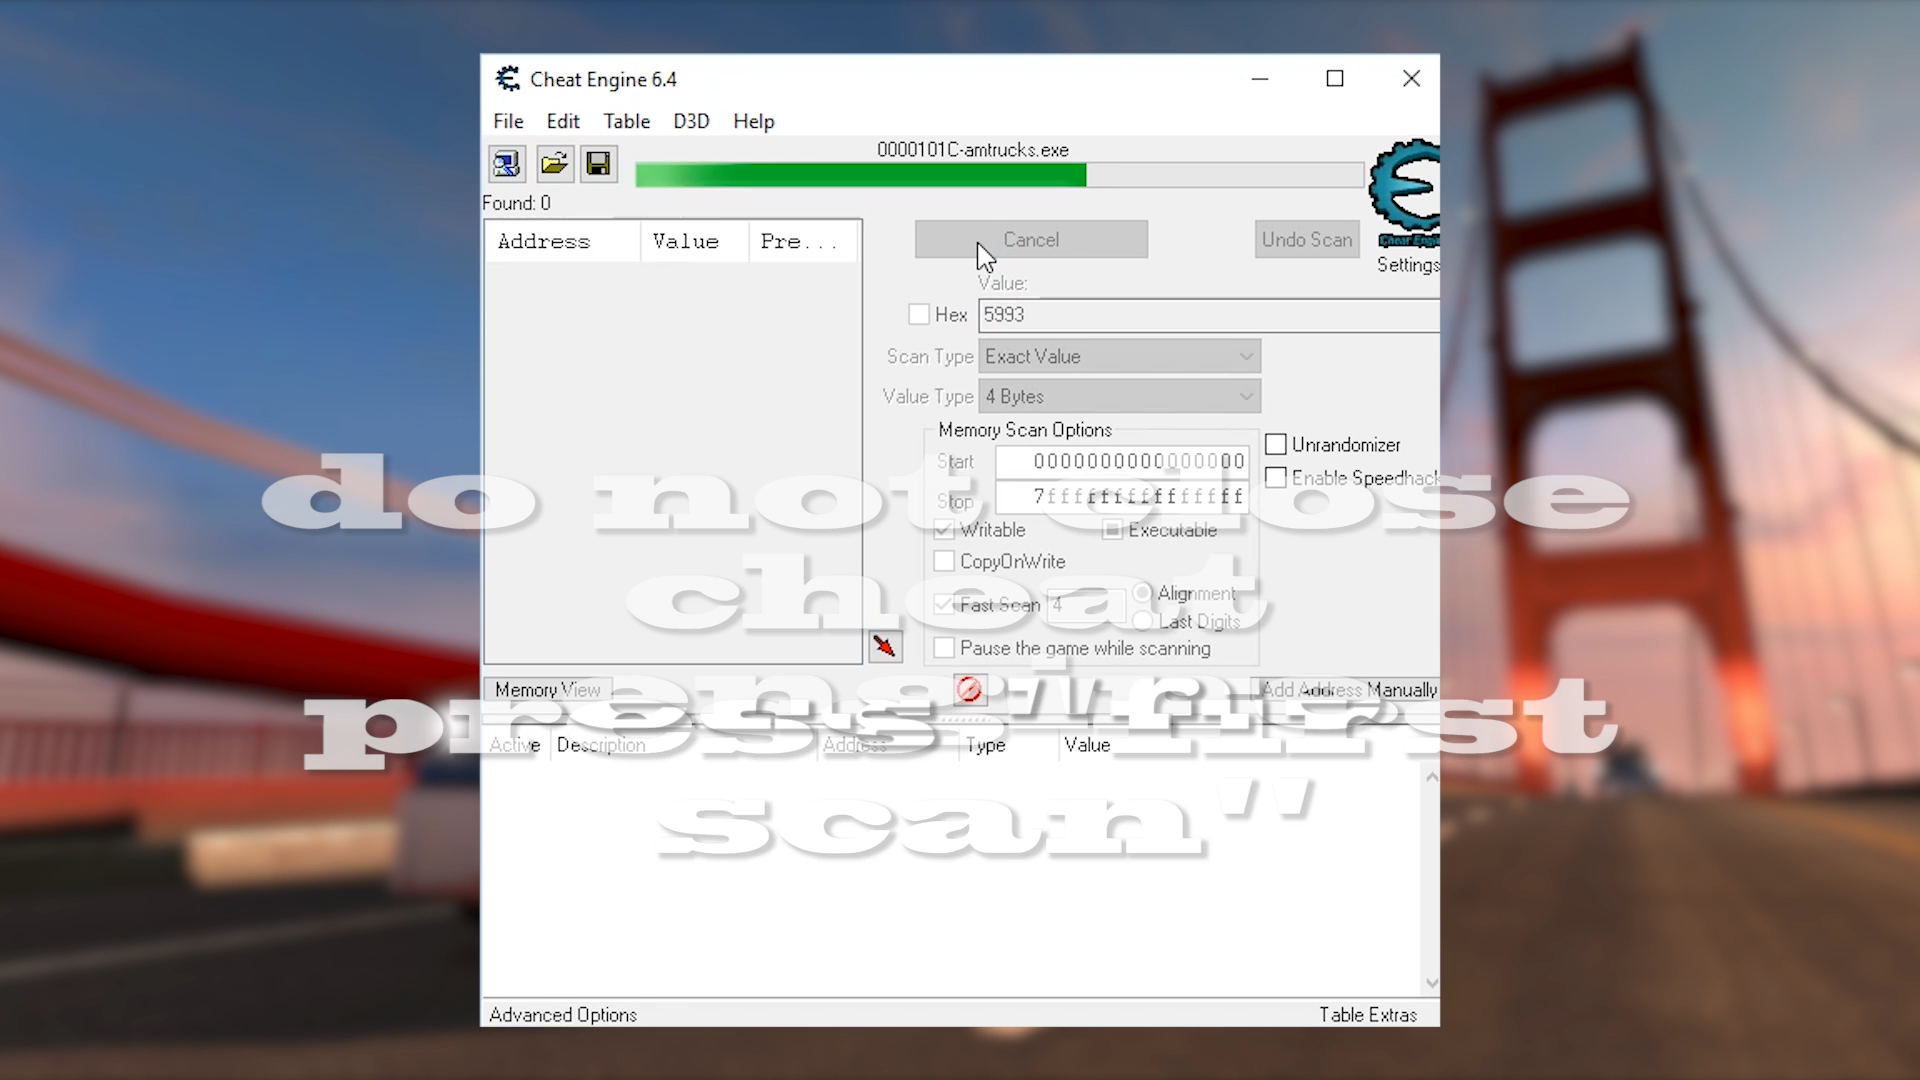 Cheat Engine 6.4
File Edit Table D3D Help
0000101C-amtrucks.exe
Found: 0
Address Value Pre...
Cancel Undo Scan
Cheat Engi
Settings
Value:
Hex 5993
Scan Type Exact Value
Value Type 4 Bytes
Memory Scan Options
Unrandomizer
Start 0000000000000000
Enable Speedhack
Stop 7fffffffffffffff
do not close
Writable Executable
CopyOnWrite
cheat
Alignment
Fast Scan 4
Last Digits
Pause the game while scanning
Memory View Add Address Manually
engine
press "first
Active Description Address Type Value
scan"
Advanced Options Table Extras